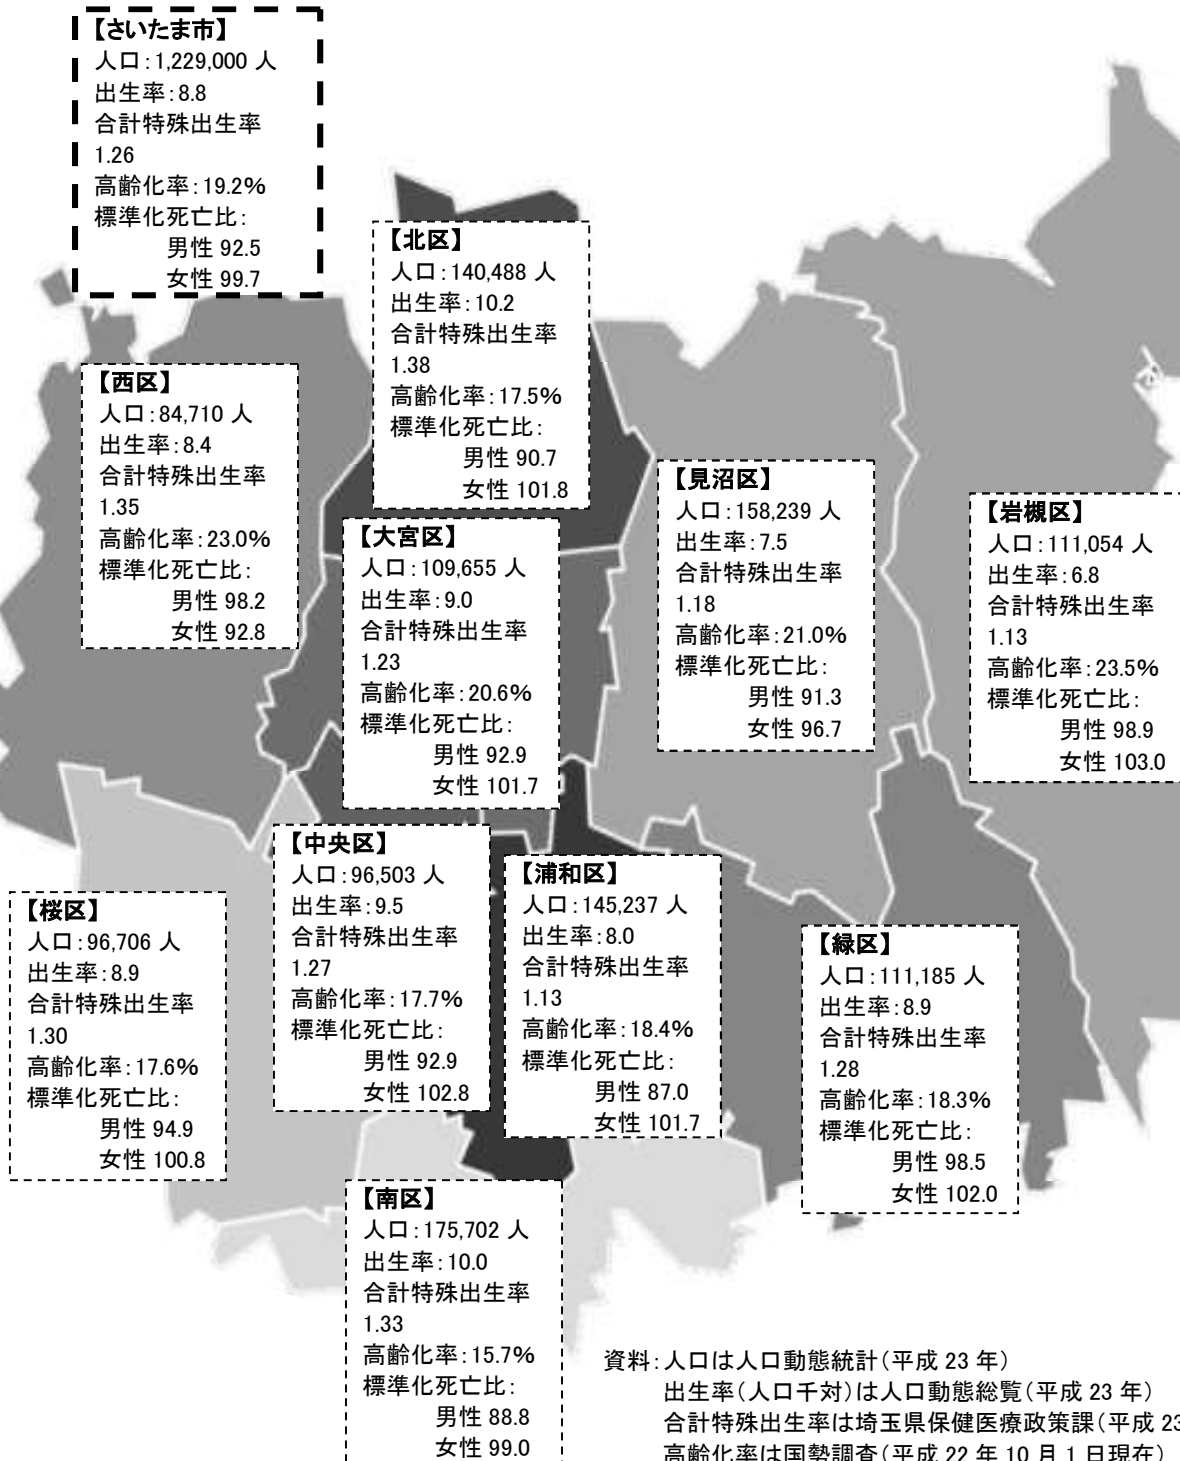 【さいたま市】
人口：1,229,000 人
出生率：8.8
合計特殊出生率
1.26
高齢化率：19.2%
標準化死亡比：
男性 92.5
女性 99.7
【北区】
人口：140,488 人
出生率：10.2
合計特殊出生率
1.38
高齢化率：17.5%
標準化死亡比：
男性 90.7
女性 101.8
【西区】
人口：84,710 人
出生率：8.4
合計特殊出生率
1.35
高齢化率：23.0%
標準化死亡比：
男性 98.2
女性 92.8
【大宮区】
人口：109,655 人
出生率：9.0
合計特殊出生率
1.23
高齢化率：20.6%
標準化死亡比：
男性 92.9
女性 101.7
【見沼区】
人口：158,239 人
出生率：7.5
合計特殊出生率
1.18
高齢化率：21.0%
標準化死亡比：
男性 91.3
女性 96.7
【岩槻区】
人口：111,054 人
出生率：6.8
合計特殊出生率
1.13
高齢化率：23.5%
標準化死亡比：
男性 98.9
女性 103.0
【中央区】
人口：96,503 人
出生率：9.5
合計特殊出生率
1.27
高齢化率：17.7%
標準化死亡比：
男性 92.9
女性 102.8
【浦和区】
人口：145,237 人
出生率：8.0
合計特殊出生率
1.13
高齢化率：18.4%
標準化死亡比：
男性 87.0
女性 101.7
【桜区】
人口：96,706 人
出生率：8.9
合計特殊出生率
1.30
高齢化率：17.6%
標準化死亡比：
男性 94.9
女性 100.8
【緑区】
人口：111,185 人
出生率：8.9
合計特殊出生率
1.28
高齢化率：18.3%
標準化死亡比：
男性 98.5
女性 102.0
【南区】
人口：175,702 人
出生率：10.0
合計特殊出生率
1.33
高齢化率：15.7%
標準化死亡比：
男性 88.8
女性 99.0
資料：人口は人口動態統計（平成 23 年）
出生率（人口千対）は人口動態総覧（平成 23 年）
合計特殊出生率は埼玉県保健医療政策課（平成 23
高齢化率は国勢調査（平成 22 年 10 月 1 日現在）